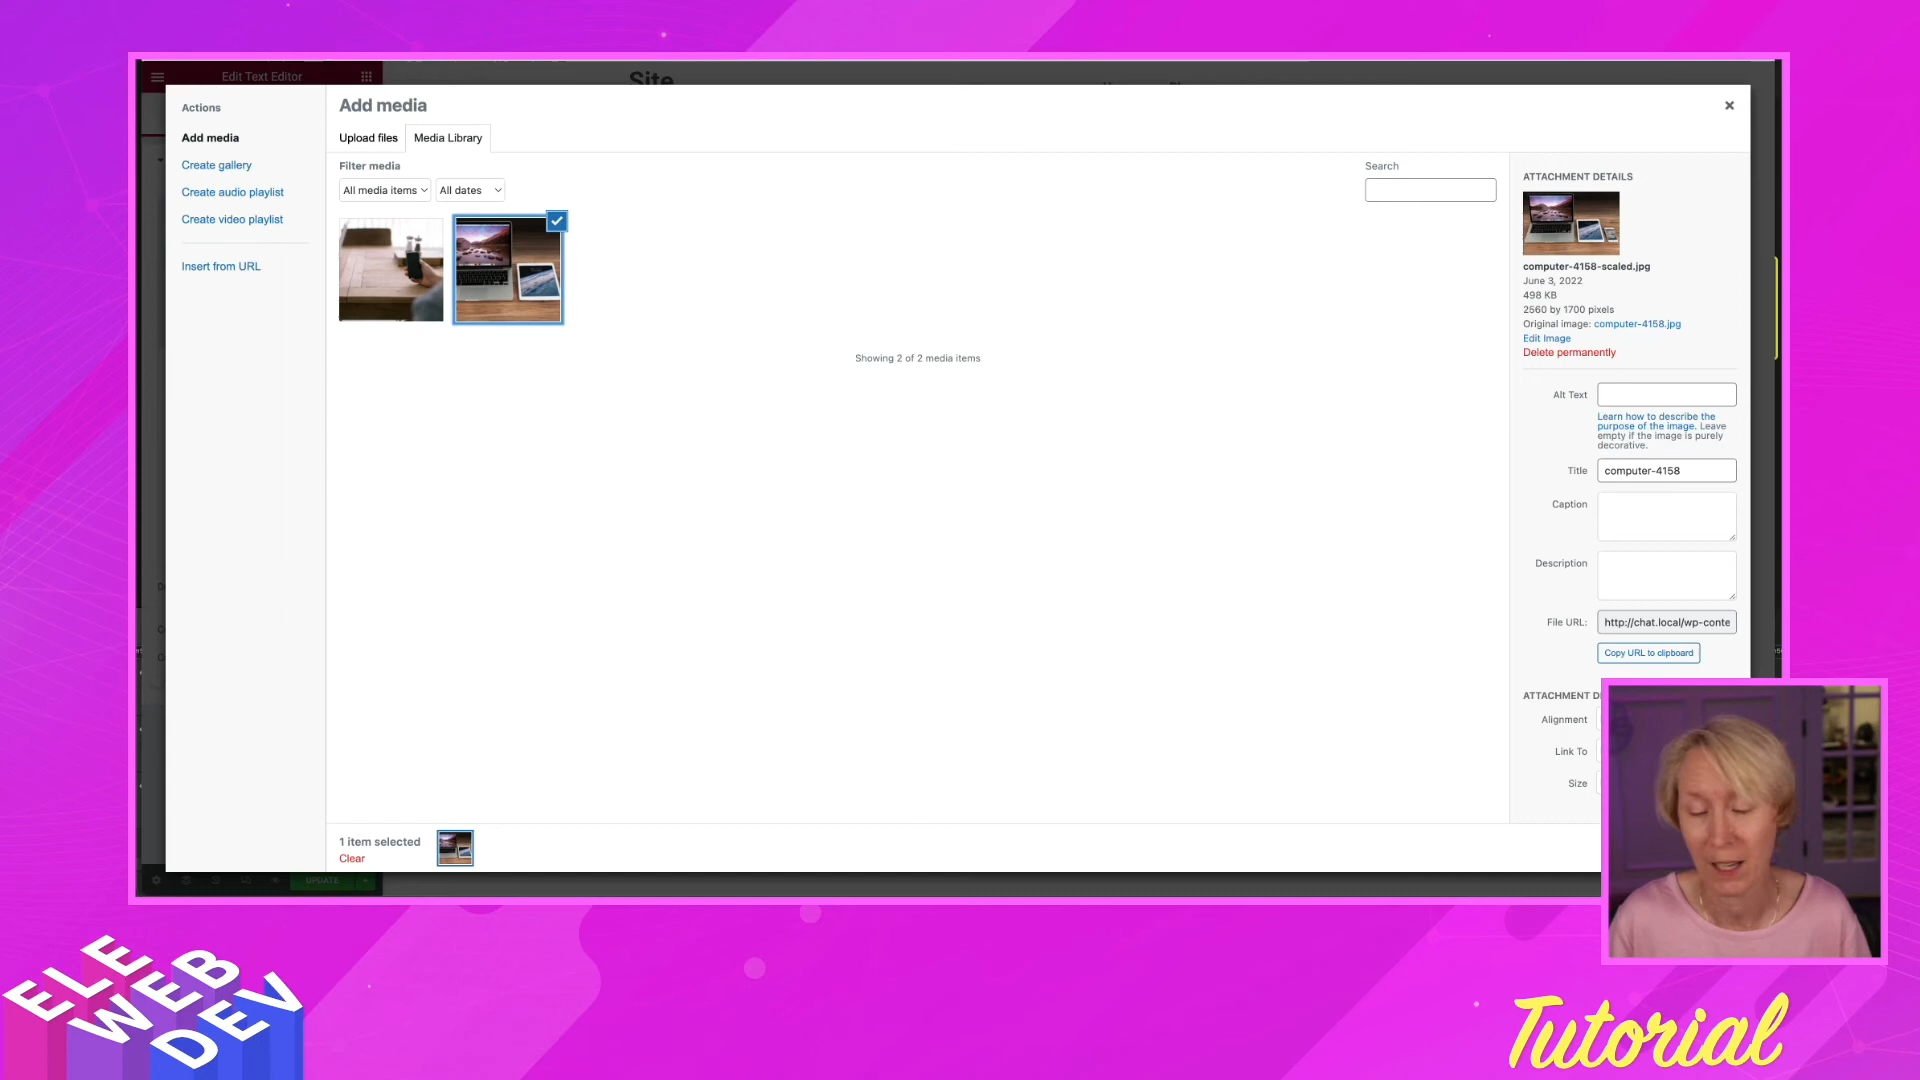 Edit Text Editor
Site
Actions
Add media
Create gallery
Create audio playlist
Create video playlist
Insert from URL
Add media
Upload files
Media Library
Filter media
All media items
All dates
Search
Showing 2 of 2 media items
ATTACHMENT DETAILS
computer-4158-scaled.jpg
June 3, 2022
498 KB
2560 by 1700 pixels
Original image: computer-4158.jpg
Edit Image
Delete permanently
Alt Text
Learn how to describe the
purpose of the image. Leave
empty if the image is purely
decorative.
Title
computer-4158
Caption
Description
File URL:
http://chat.local/wp-conte
Copy URL to clipboard
ATTACHMENT D
Alignment
Link To
Size
1 item selected
Clear
UPDATE
ELE
WEB
DEV
Tutorial